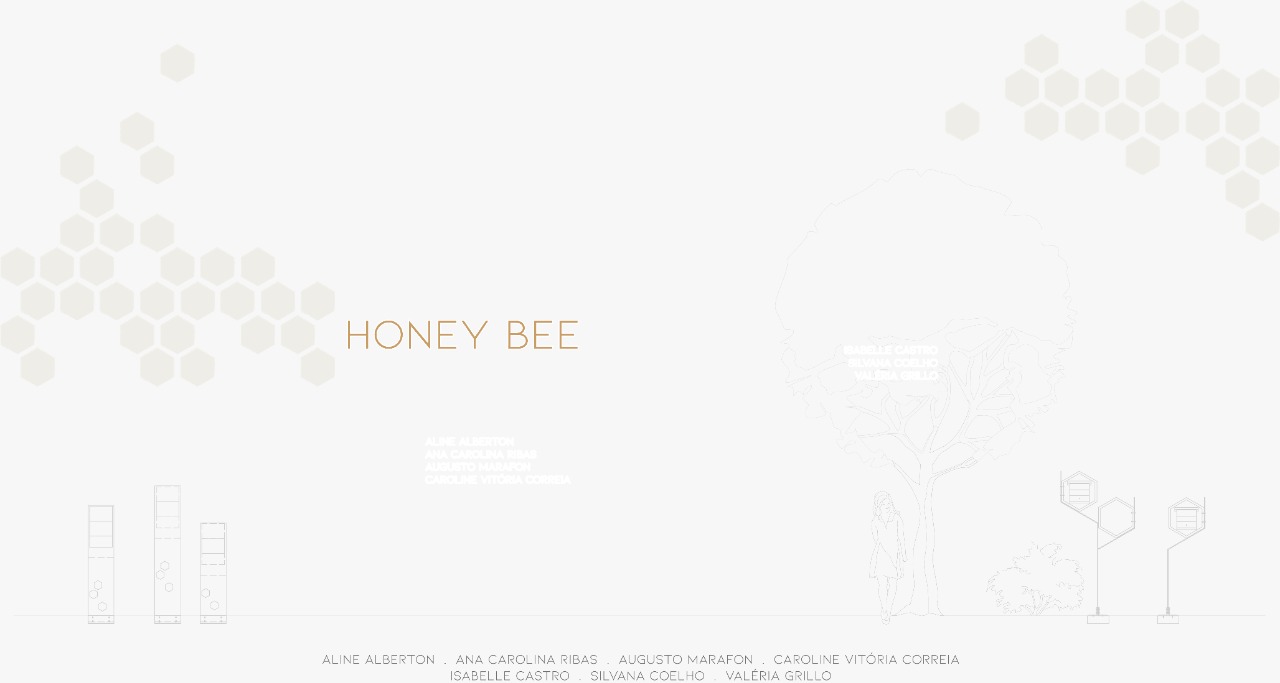 HONEY BEE
ISABELLE CASTRO
SILVANA COELHO
VALÉRIA GRILLO
ALINE ALBERTON
ANA CAROLINA RIBAS
AUGUSTO MARAFON
CAROLINE VITÓRIA CORREIA
ALINE ALBERTON . ANA CAROLINA RIBAS . AUGUSTO MARAFON . CAROLINE VITÓRIA CORREIA
ISABELLE CASTRO . SILVANA COELHO . VALÉRIA GRILLO